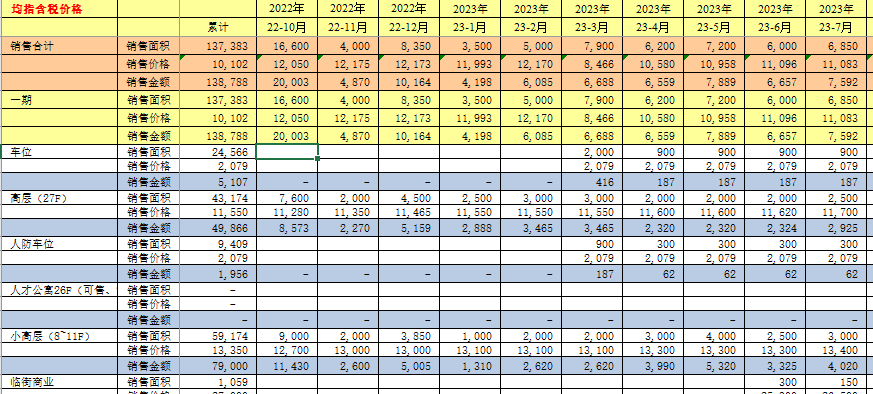 均指含税价格 2022年 2022年 2022年 2023年 2023年 2023年 2023年 2023年 2023年 2023年
累计 22-10月 22-11月 22-12月 23-1月 23-2月 23-3月 23-4月 23-5月 23-6月 23-7月
销售合计 销售面积 137,383 16,600 4,000 8,350 3,500 5,000 7,900 6,200 7,200 6,000 6,850
销售价格 10,102 12,050 12,175 12,173 11,993 12,170 8,466 10,580 10,958 11,096 11,083
销售金额 138,788 20,003 4,870 10,164 4,198 6,085 6,688 6,559 7,889 6,657 7,592
一期 销售面积 137,383 16,600 4,000 8,350 3,500 5,000 7,900 6,200 7,200 6,000 6,850
销售价格 10,102 12,050 12,175 12,173 11,993 12,170 8,466 10,580 10,958 11,096 11,083
销售金额 138,788 20,003 4,870 10,164 4,198 6,085 6,688 6,559 7,889 6,657 7,592
车位 销售面积 24,566 2,000 900 900 900 900
销售价格 2,079 2,079 2,079 2,079 2,079 2,079
销售金额 5,107 - - - - - 416 187 187 187 187
高层（27F） 销售面积 43,174 7,600 2,000 4,500 2,500 3,000 3,000 2,000 2,000 2,000 2,500
销售价格 11,550 11,280 11,350 11,465 11,550 11,550 11,550 11,600 11,600 11,620 11,700
销售金额 49,866 8,573 2,270 5,159 2,888 3,465 3,465 2,320 2,320 2,324 2,925
人防车位 销售面积 9,409 900 300 300 300 300
销售价格 2,079 2,079 2,079 2,079 2,079 2,079
销售金额 1,956 - - - - - 187 62 62 62 62
人才公寓26F（可售、 销售面积 -
销售价格 -
销售金额 - - - - - - - - - - -
小高层（8~11F） 销售面积 59,174 9,000 2,000 3,850 1,000 2,000 2,000 3,000 4,000 2,500 3,000
销售价格 13,350 12,700 13,000 13,000 13,100 13,100 13,100 13,300 13,300 13,300 13,400
销售金额 79,000 11,430 2,600 5,005 1,310 2,620 2,620 3,990 5,320 3,325 4,020
临街商业 销售面积 1,059 300 150